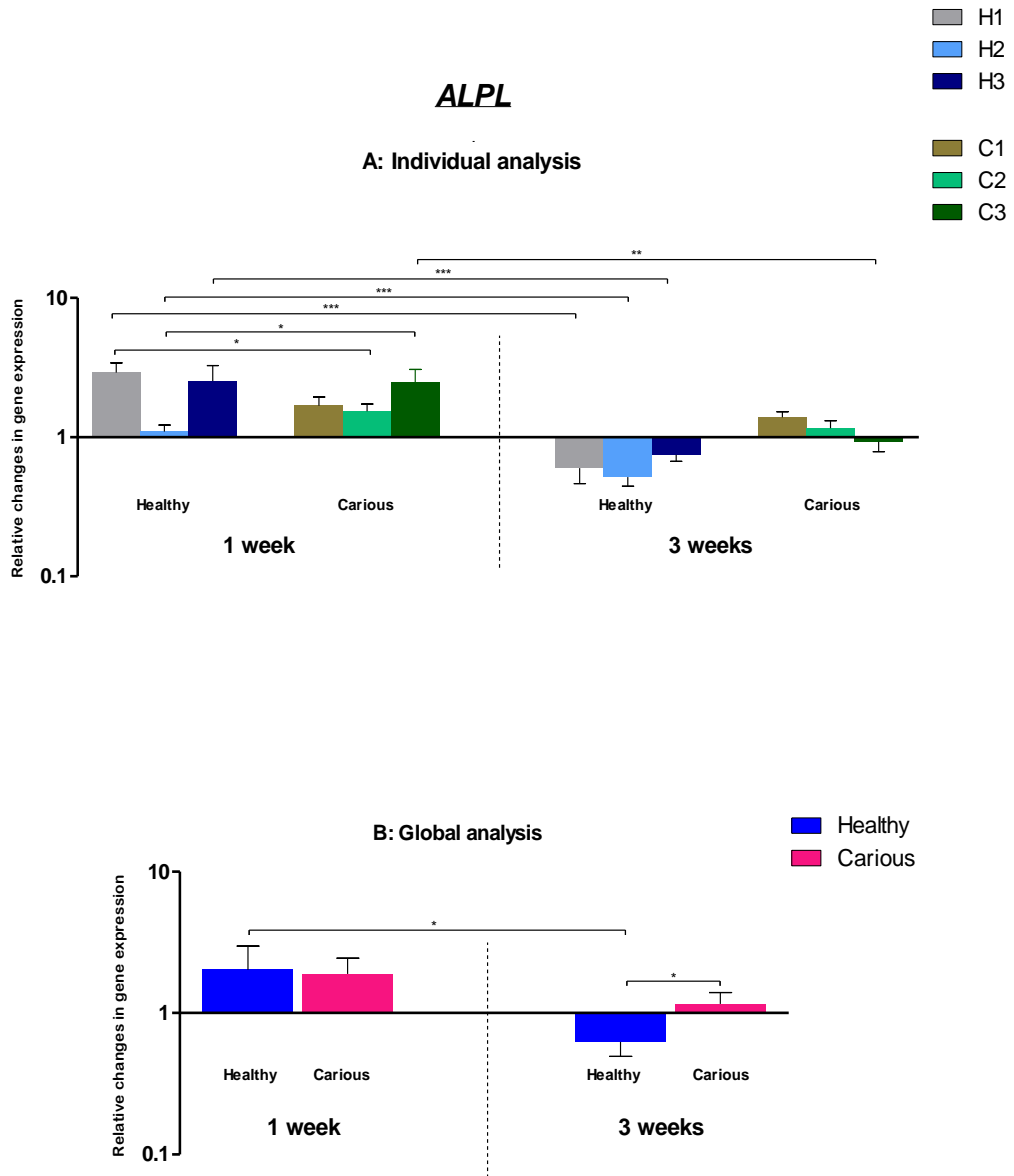 H1
H2
H3
ALPL
C1
C2
C3
A: Individual analysis
**
***
***
***
*
*
10
1
0.1
Relative changes in gene expression
Healthy
Carious
Healthy
Carious
1 week
3 weeks
B: Global analysis
Healthy
Carious
10
1
0.1
Relative changes in gene expression
*
*
Healthy
Carious
Healthy
Carious
1 week
3 weeks